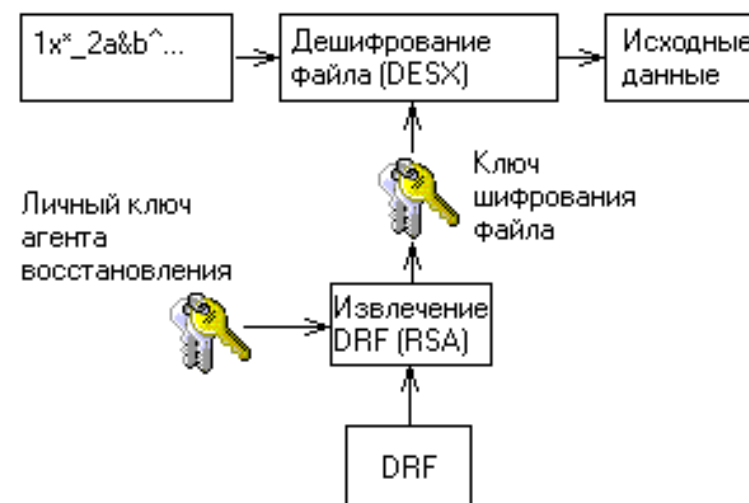 1x*_2a&b^...
Дешифрование
файла (DESX)
Исходные
данные
Ключ
шифрования
файла
Личный ключ
агента
восстановления
Извлечение
DRF (RSA)
DRF